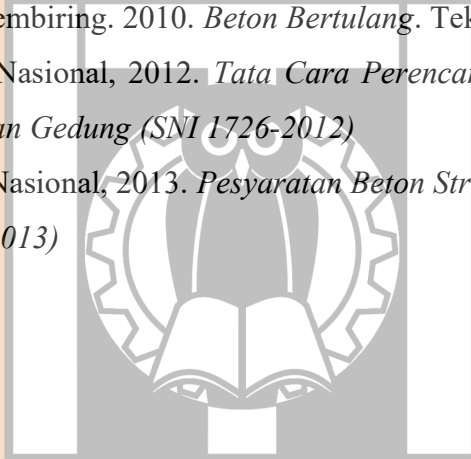 embiring. 2010. Beton Bertulang. Tek
Nasional, 2012. Tata Cara Perencan
an Gedung (SNI 1726-2012)
Nasional, 2013. Pesyaratan Beton Str
013)